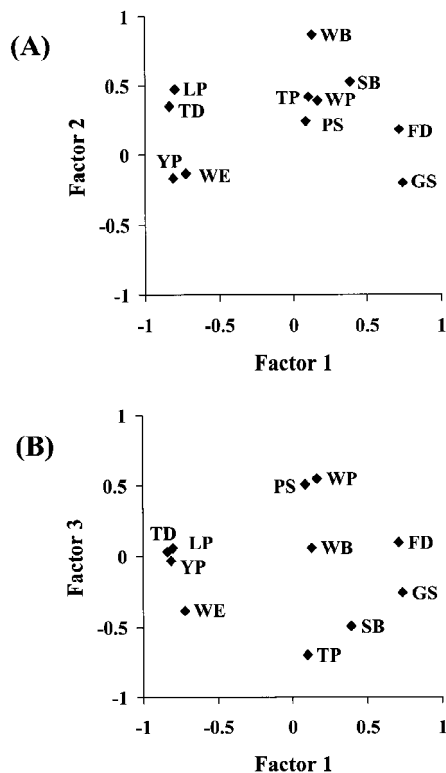 (A)
1
0.5
0
-0.5
-1
Factor 2
WB
SB
LP
TD
TP
WP
PS
FD
YP
WE
GS
-1 -0.5 0 0.5 1
Factor 1
(B)
1
0.5
0
-0.5
-1
Factor 3
PS
WP
TD
LP
YP
WB
FD
WE
GS
SB
TP
-1 -0.5 0 0.5 1
Factor 1